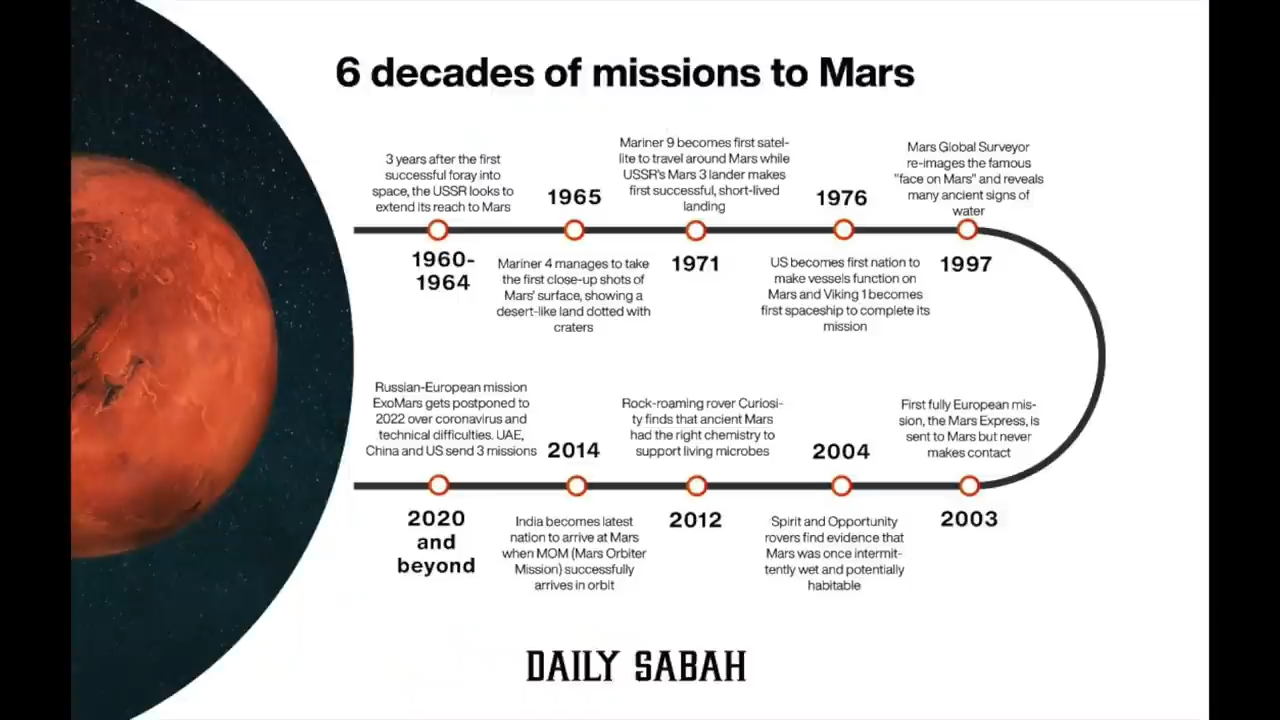 6 decades of missions to Mars
3 years after the first
successful foray into
space, the USSR looks to
extend its reach to Mars
1960-
1964
1965
Mariner 4 manages to take
the first close-up shots of
Mars' surface, showing a
desert-like land dotted with
craters
Mariner 9 becomes first satel-
lite to travel around Mars while
USSR's Mars 3 lander makes
first successful, short-lived
landing
1971
1976
US becomes first nation to
make vessels function on
Mars and Viking 1 becomes
first spaceship to complete its
mission
Mars Global Surveyor
re-images the famous
"face on Mars" and reveals
many ancient signs of
water
1997
First fully European mis-
sion, the Mars Express, is
sent to Mars but never
makes contact
2003
2004
Spirit and Opportunity
rovers find evidence that
Mars was once intermit-
tently wet and potentially
habitable
Rock-roaming rover Curiosi-
ty finds that ancient Mars
had the right chemistry to
support living microbes
2012
2014
India becomes latest
nation to arrive at Mars
when MOM (Mars Orbiter
Mission) successfully
arrives in orbit
Russian-European mission
ExoMars gets postponed to
2022 over coronavirus and
technical difficulties. UAE,
China and US send 3 missions
2020
and
beyond
DAILY SABAH